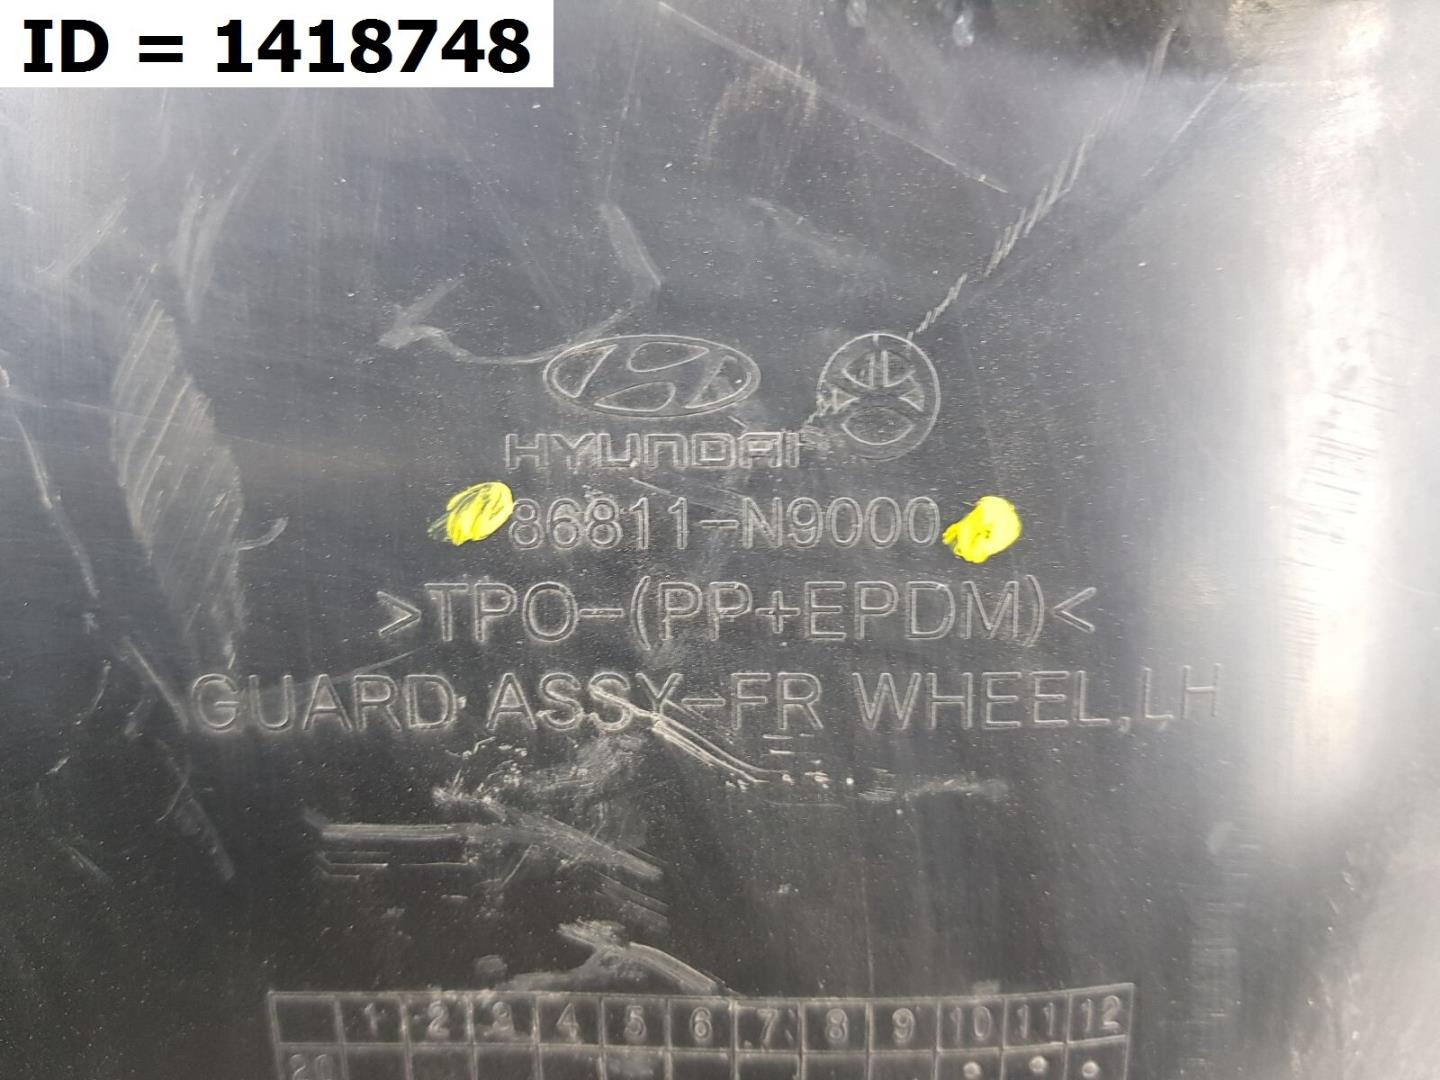 ID = 1418748
HYUNDAI
86811-N9000
>TPO-(PP+EPDM)<
GUARD ASSY-FR WHEEL,LH
1 2 3 4 5 6 7 8 9 10 11 12
20